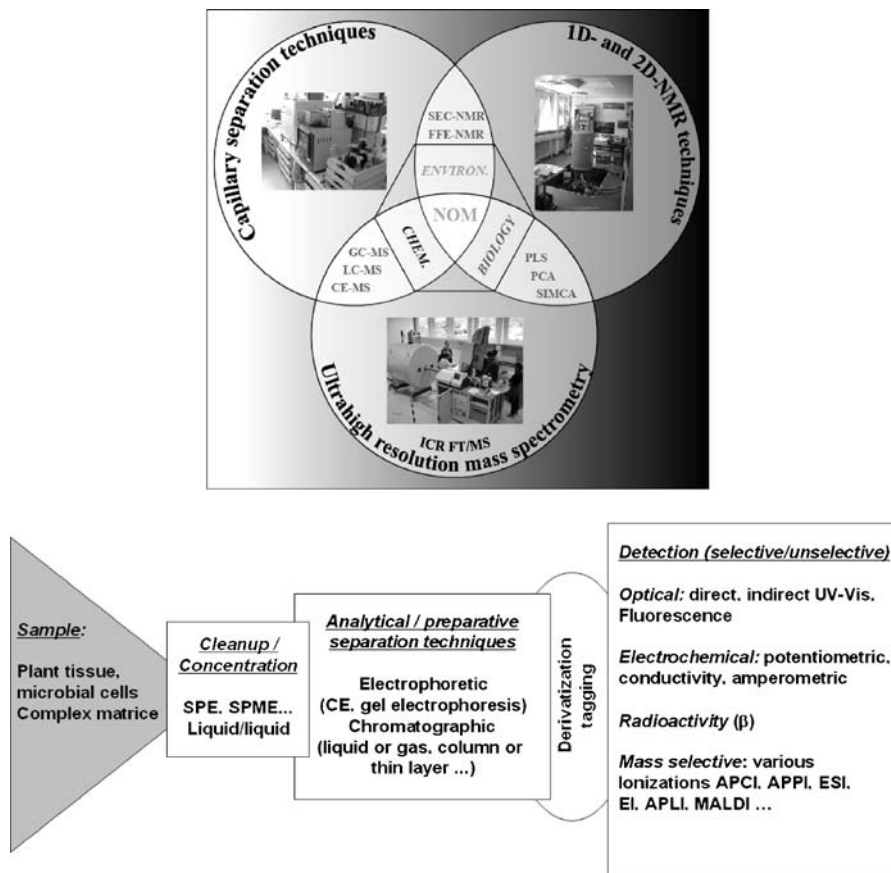 Capillary separation techniques
1D- and 2D-NMR techniques
SEC-NMR
FFE-NMR
ENVIRON.
NOM
CHEM.
BIOLOGY
GC-MS
LC-MS
CE-MS
PLS
PCA
SIMCA
ICR FT/MS
Ultrahigh resolution mass spectrometry
Sample:
Plant tissue,
microbial cells
Complex matrice
Cleanup /
Concentration
SPE, SPME...
Liquid/liquid
Analytical / preparative
separation techniques
Electrophoretic
(CE, gel electrophoresis)
Chromatographic
(liquid or gas, column or
thin layer ...)
Derivatization
tagging
Detection (selective/unselective)
Optical: direct, indirect UV-Vis,
Fluorescence
Electrochemical: potentiometric,
conductivity, amperometric
Radioactivity (β)
Mass selective: various
Ionizations APCI, APPI, ESI,
EI, APLI, MALDI ...